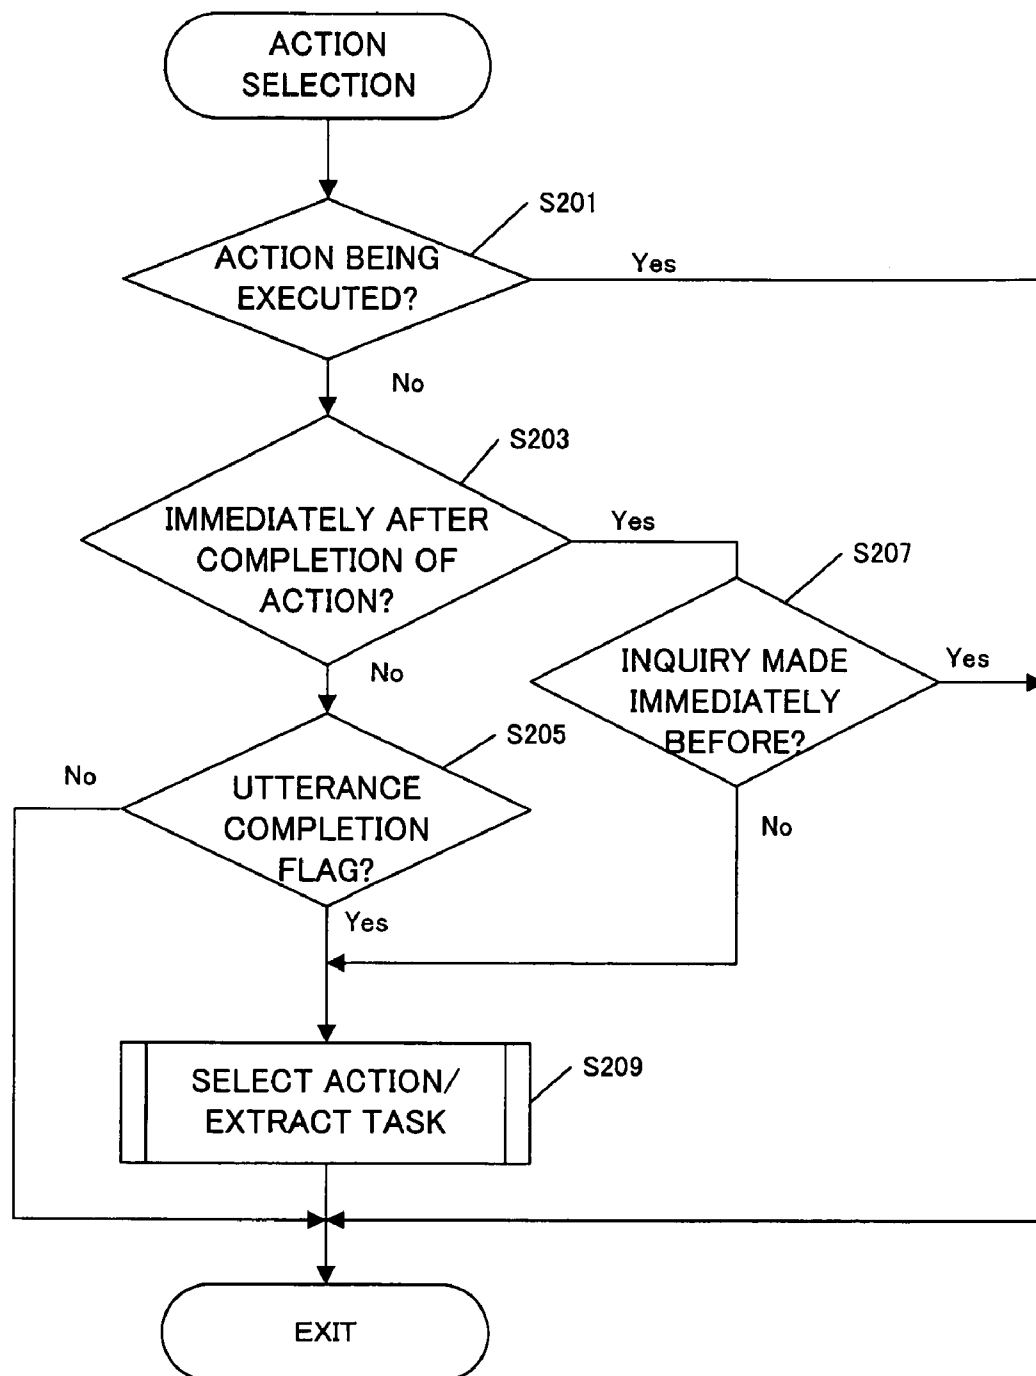 ACTION
SELECTION
S201
ACTION BEING
EXECUTED?
Yes
No
S203
IMMEDIATELY AFTER
COMPLETION OF
ACTION?
Yes
No
S207
INQUIRY MADE
IMMEDIATELY
BEFORE?
Yes
No
S205
UTTERANCE
COMPLETION
FLAG?
No
Yes
S209
SELECT ACTION/
EXTRACT TASK
EXIT